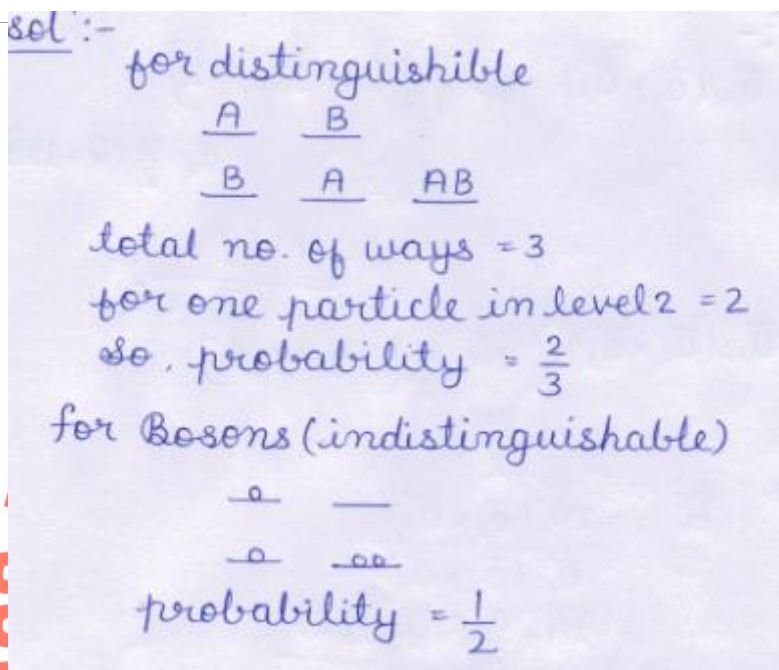 sol :-
for distinguishible
A B
B A AB
total no. of ways = 3
for one particle in level 2 = 2
so, probability = 2/3
for Bosons (indistinguishable)
o
o oo
probability = 1/2